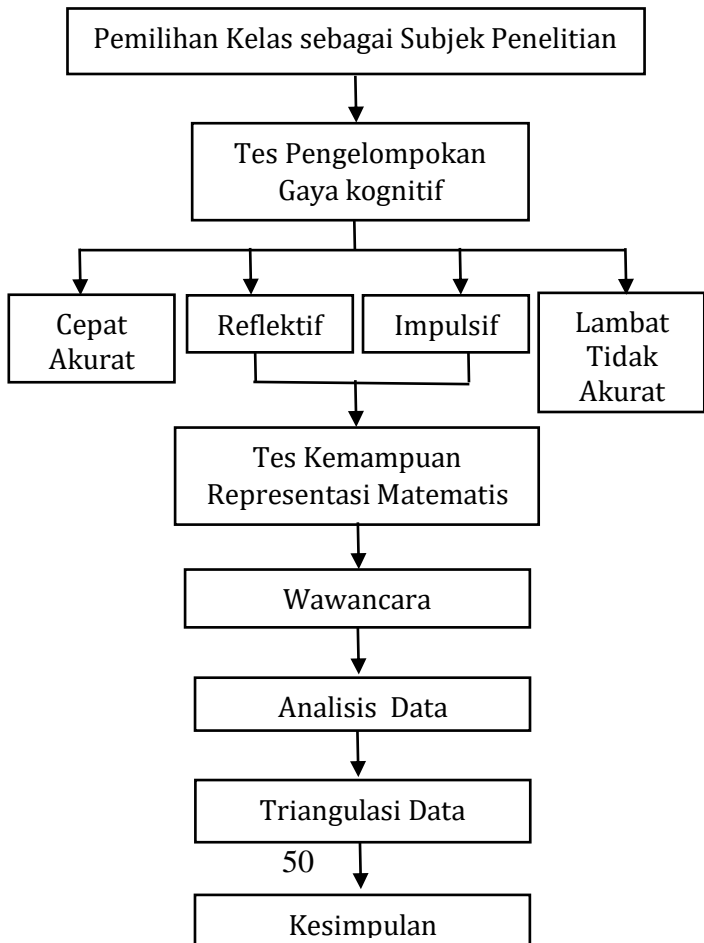 Pemilihan Kelas sebagai Subjek Penelitian
Tes Pengelompokan
Gaya kognitif
Cepat
Akurat
Reflektif
Impulsif
Lambat
Tidak
Akurat
Tes Kemampuan
Representasi Matematis
Wawancara
Analisis Data
Triangulasi Data
50
Kesimpulan